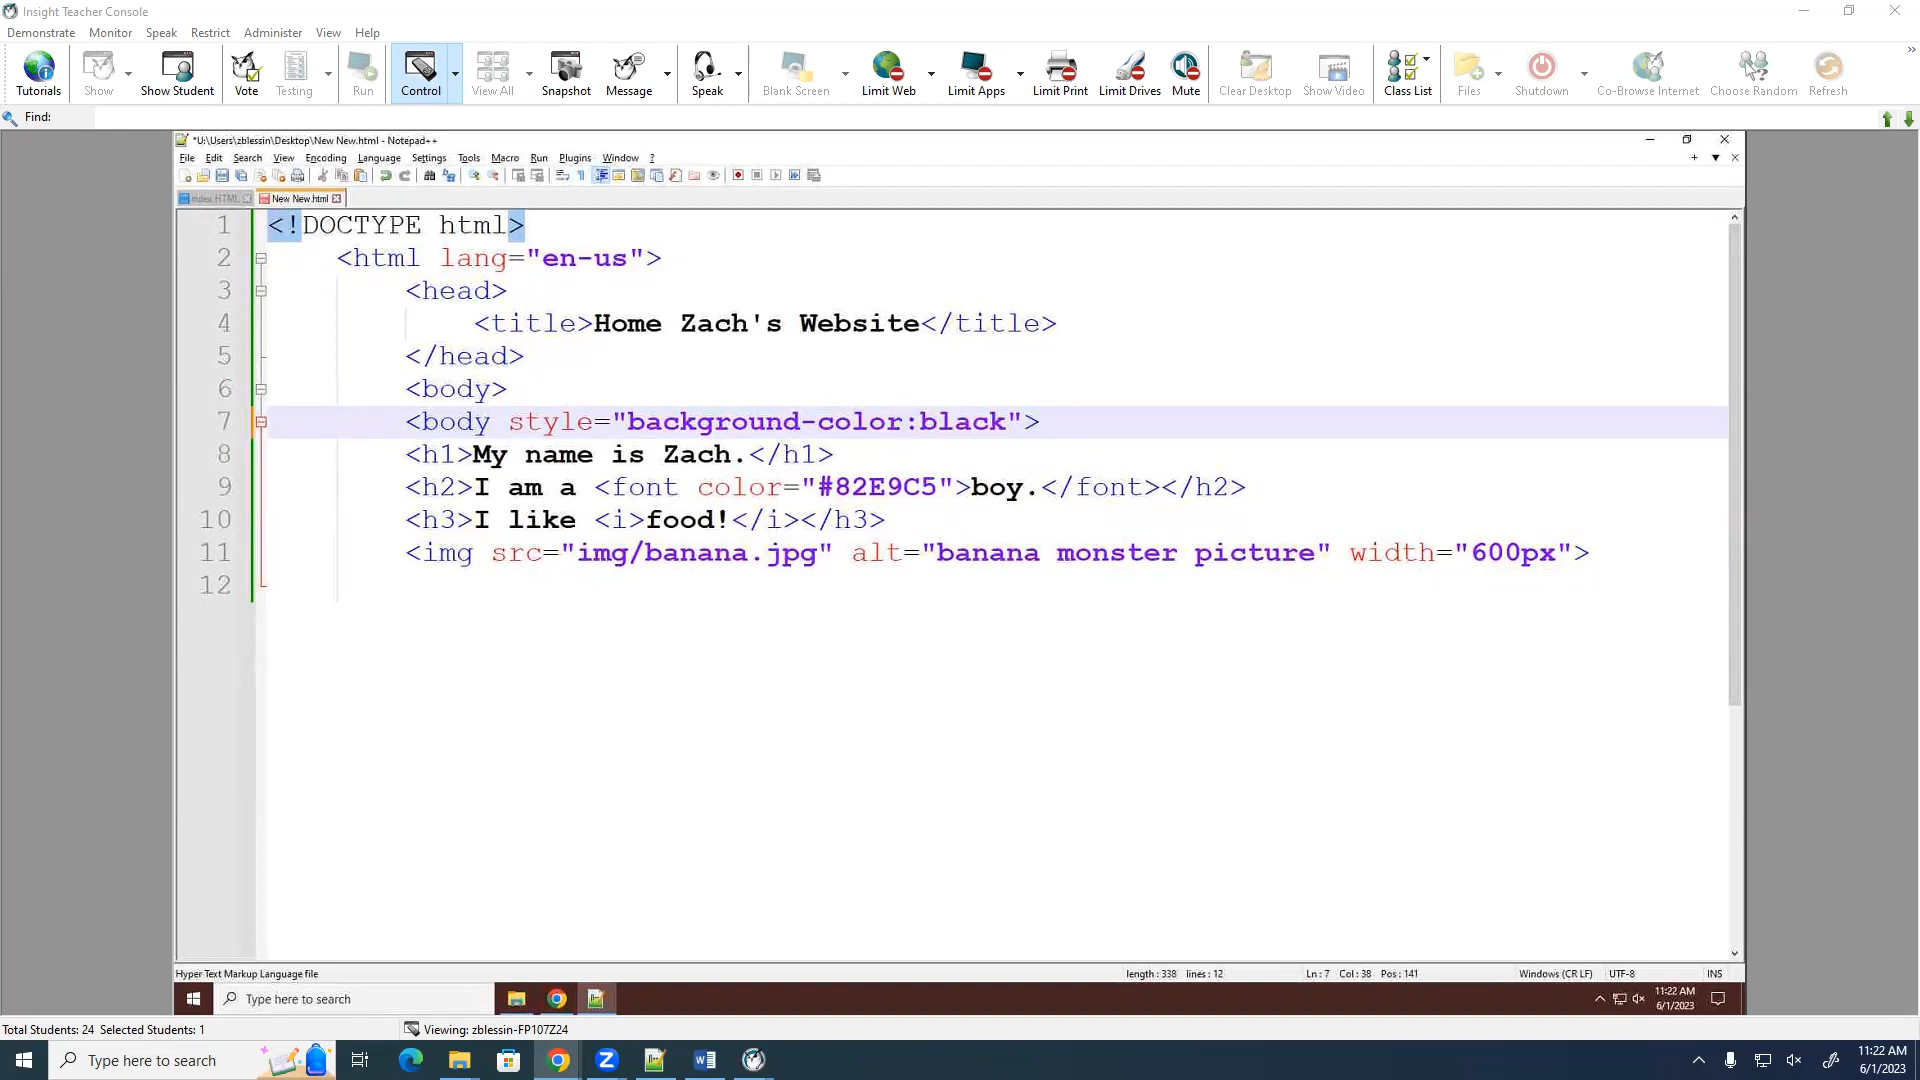 Insight Teacher Console
Demonstrate Monitor Speak Restrict Administer View Help
Tutorials Show Show Student Vote Testing Run Control View All Snapshot Message Speak Blank Screen Limit Web Limit Apps Limit Print Limit Drives Mute Clear Desktop Show Video Class List Files Shutdown Co-Browse Internet Choose Random Refresh
Find:
*U:\Users\zblessin\Desktop\New New.html - Notepad++
File Edit Search View Encoding Language Settings Tools Macro Run Plugins Window ?
index HTML New New.html
1 <!DOCTYPE html>
2 <html lang="en-us">
3 <head>
4 <title>Home Zach's Website</title>
5 </head>
6 <body>
7 <body style="background-color:black">
8 <h1>My name is Zach.</h1>
9 <h2>I am a <font color="#82E9C5">boy.</font></h2>
10 <h3>I like <i>food!</i></h3>
11 <img src="img/banana.jpg" alt="banana monster picture" width="600px">
12
Hyper Text Markup Language file length : 338 lines : 12 Ln : 7 Col : 38 Pos : 141 Windows (CR LF) UTF-8 INS
Type here to search 11:22 AM
6/1/2023
Total Students: 24 Selected Students: 1 Viewing: zblessin-FP107Z24
Type here to search 11:22 AM
6/1/2023